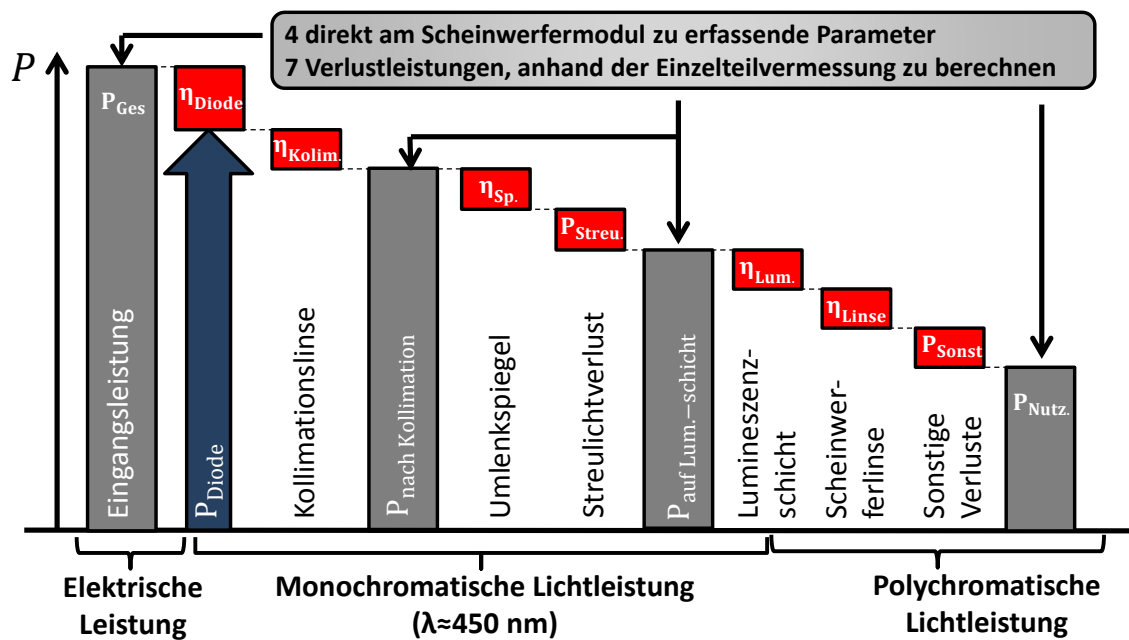 4 direkt am Scheinwerfermodul zu erfassende Parameter
7 Verlustleistungen, anhand der Einzelteilvermessung zu berechnen
P
P_Ges
η_Diode
η_Kolim.
η_Sp.
P_Streu.
η_Lum.
η_Linse
P_Sonst
P_Nutz.
Eingangsleistung
P_Diode
Kollimationslinse
P_nach Kollimation
Umlenkspiegel
Streulichtverlust
P_auf Lum.−schicht
Lumineszenz-
schicht
Scheinwer-
ferlinse
Sonstige
Verluste
Elektrische
Leistung
Monochromatische Lichtleistung
(λ≈450 nm)
Polychromatische
Lichtleistung